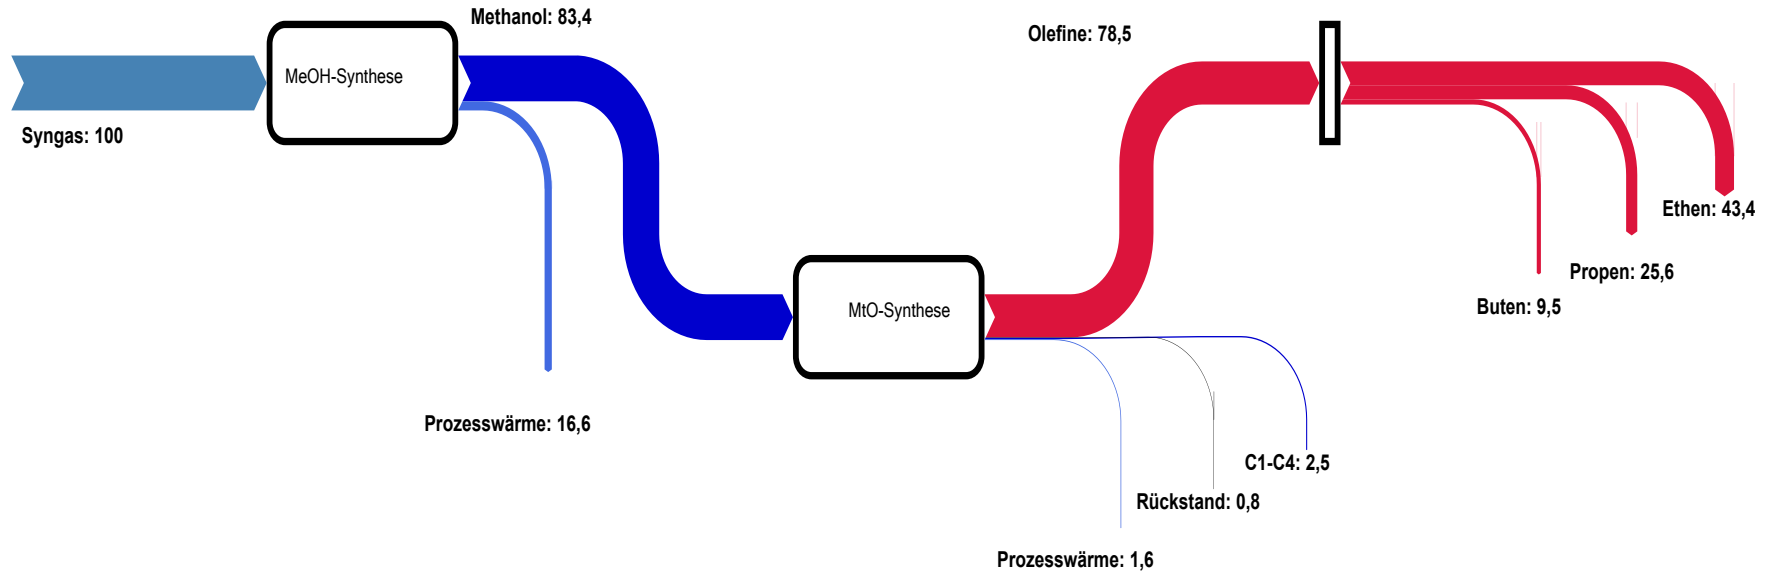 Methanol: 83,4
Olefine: 78,5
MeOH-Synthese
Syngas: 100
Ethen: 43,4
Propen: 25,6
Buten: 9,5
MtO-Synthese
Prozesswärme: 16,6
C1-C4: 2,5
Rückstand: 0,8
Prozesswärme: 1,6